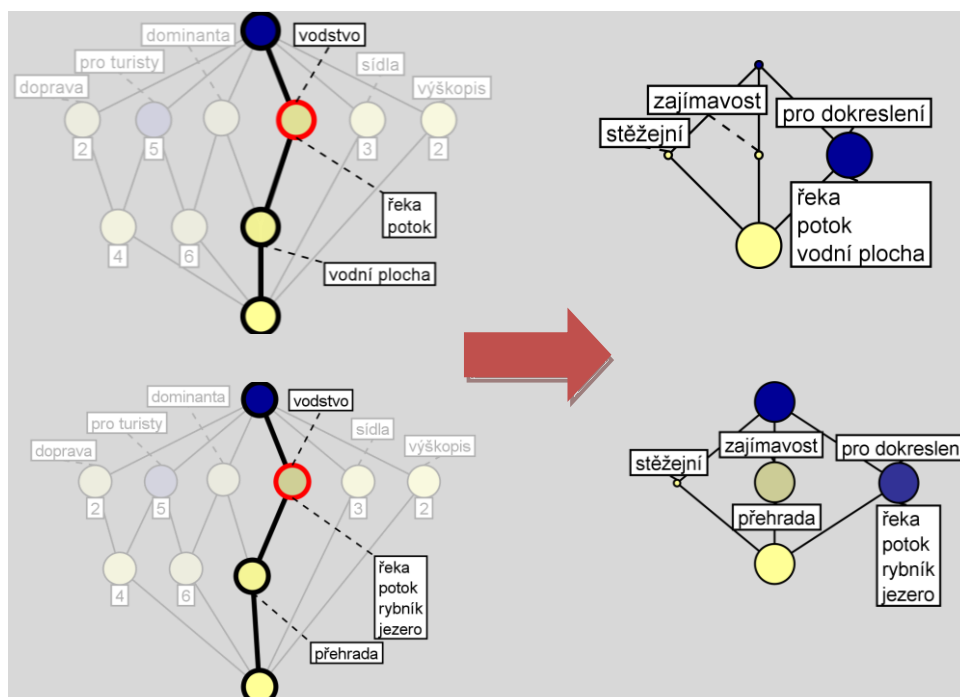 dominanta
vodstvo
pro turisty
sídla
doprava
výškopis
2
5
3
2
řeka
potok
4
6
vodní plocha
zajímavost
pro dokreslení
stěžejní
řeka
potok
vodní plocha
dominanta
vodstvo
pro turisty
sídla
doprava
výškopis
2
5
3
2
4
6
řeka
potok
rybník
jezero
přehrada
zajímavost
pro dokreslení
stěžejní
přehrada
řeka
potok
rybník
jezero